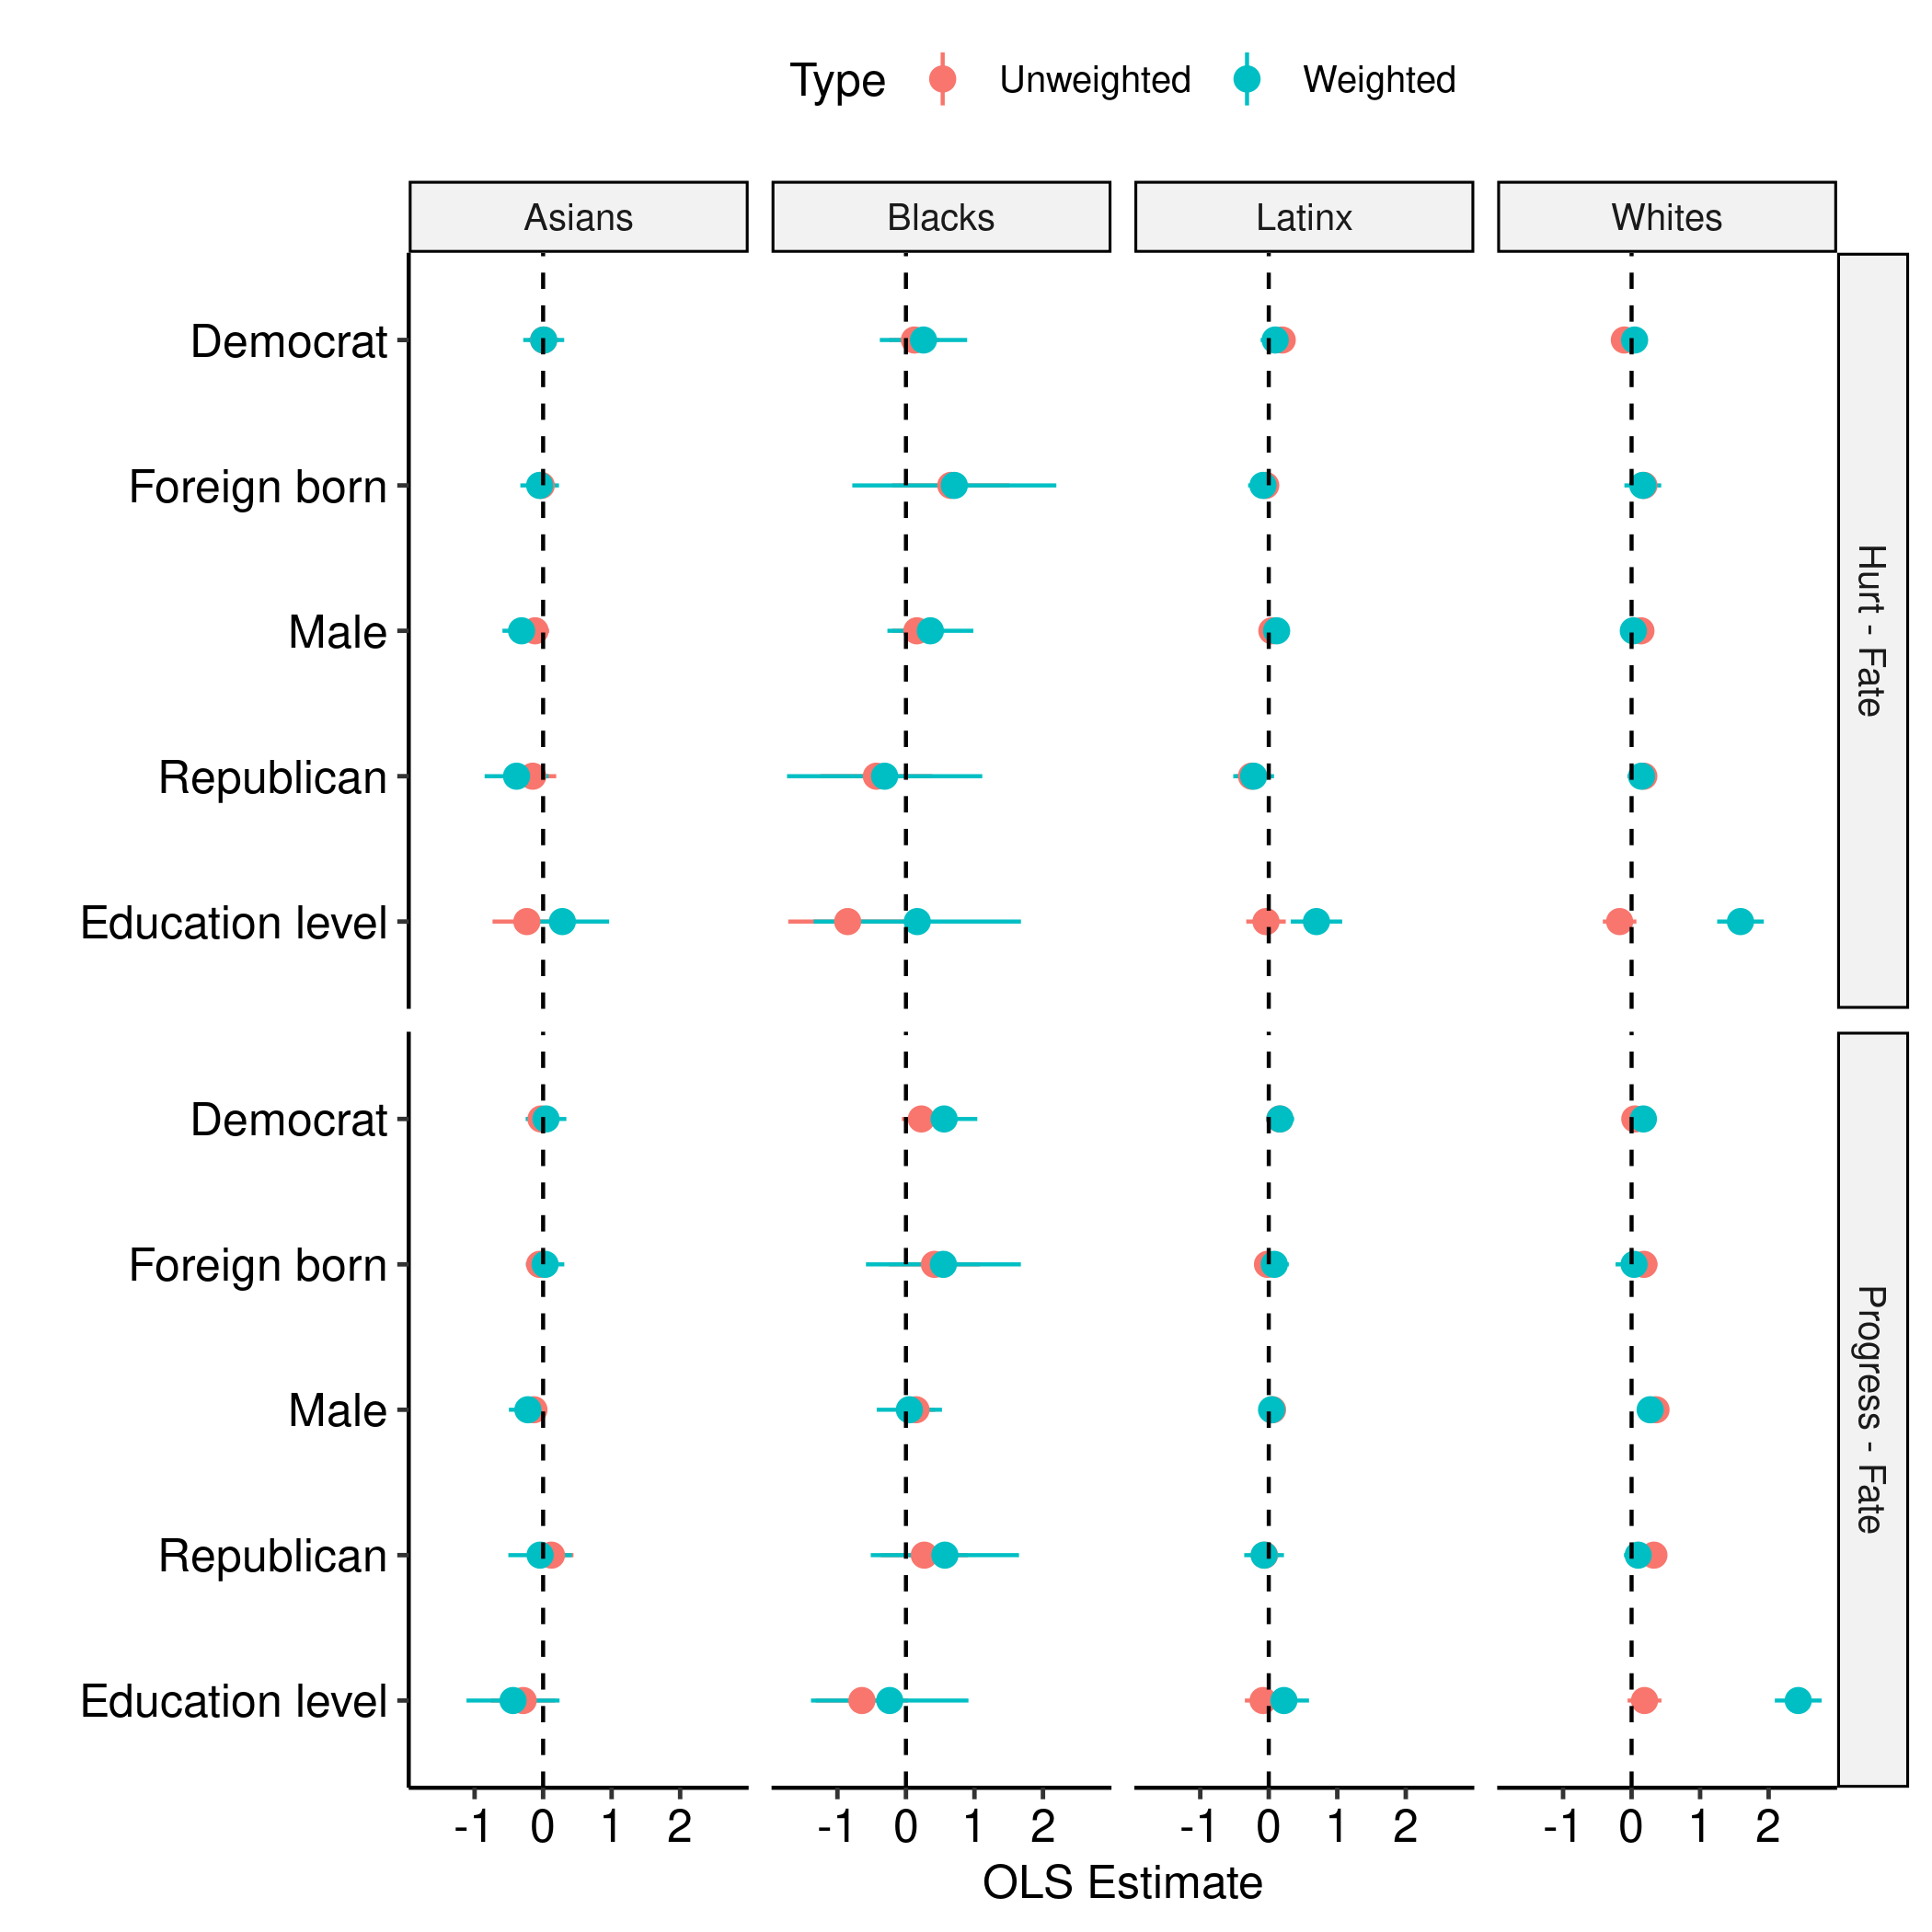 Type Unweighted Weighted
Asians Blacks Latinx Whites
Democrat
Foreign born
Male
Republican
Education level
Hurt - Fate
Democrat
Foreign born
Male
Republican
Education level
Progress - Fate
-1 0 1 2 -1 0 1 2 -1 0 1 2 -1 0 1 2
OLS Estimate